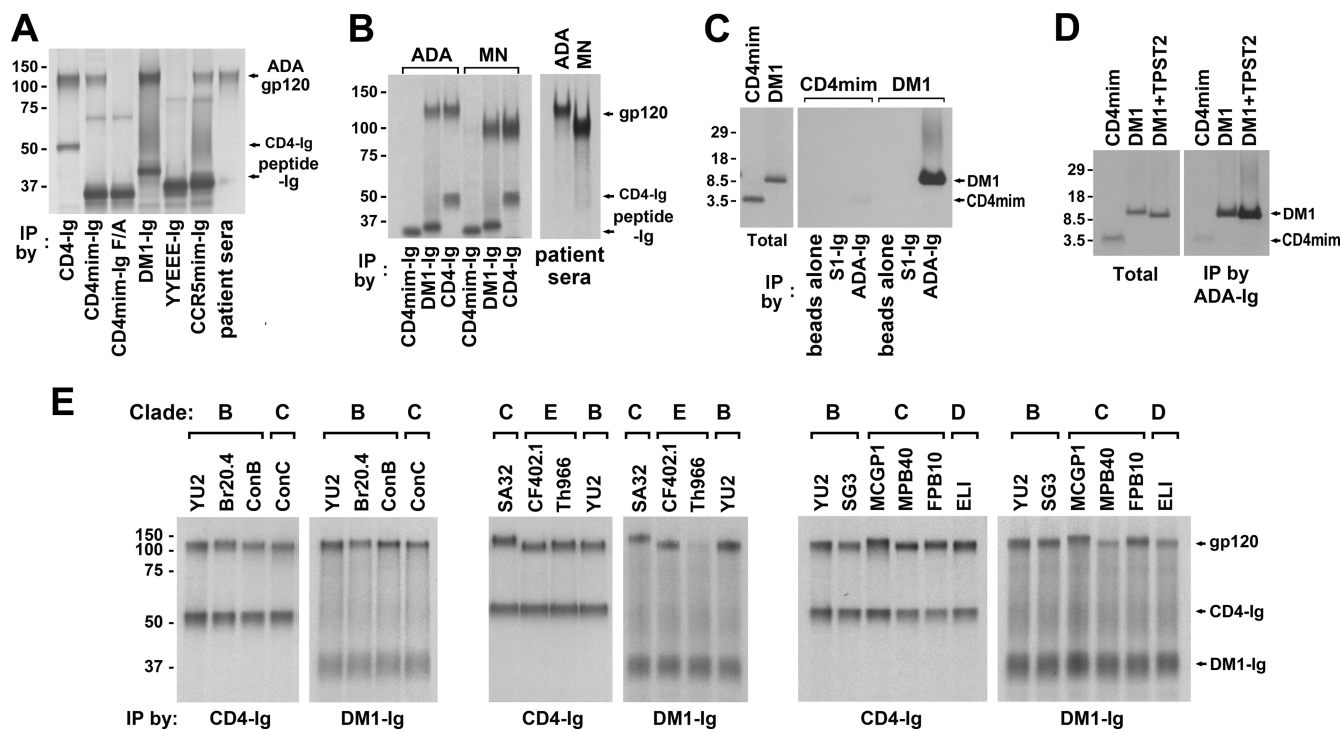 A
150 -
100 -
75 -
50 -
37 -
ADA
gp120
CD4-Ig
peptide
-Ig
IP
by :
CD4-Ig
CD4mim-Ig
CD4mim-Ig F/A
DM1-Ig
YYEEE-Ig
CCR5mim-Ig
patient sera
B
ADA MN
ADA
MN
150 -
100 -
75 -
50 -
37 -
gp120
CD4-Ig
peptide
-Ig
IP
by :
CD4mim-Ig
DM1-Ig
CD4-Ig
CD4mim-Ig
DM1-Ig
CD4-Ig
patient
sera
C
CD4mim
DM1
CD4mim DM1
29 -
18 -
8.5 -
3.5 -
DM1
CD4mim
Total
IP
by :
beads alone
S1-Ig
ADA-Ig
beads alone
S1-Ig
ADA-Ig
D
CD4mim
DM1
DM1+TPST2
CD4mim
DM1
DM1+TPST2
29 -
18 -
8.5 -
3.5 -
DM1
CD4mim
Total
IP by
ADA-Ig
E
Clade: B C B C C E B C E B B C D B C D
YU2
Br20.4
ConB
ConC
YU2
Br20.4
ConB
ConC
SA32
CF402.1
Th966
YU2
SA32
CF402.1
Th966
YU2
YU2
SG3
MCGP1
MPB40
FPB10
ELI
YU2
SG3
MCGP1
MPB40
FPB10
ELI
150 -
100 -
75 -
50 -
37 -
gp120
CD4-Ig
DM1-Ig
IP by: CD4-Ig DM1-Ig CD4-Ig DM1-Ig CD4-Ig DM1-Ig